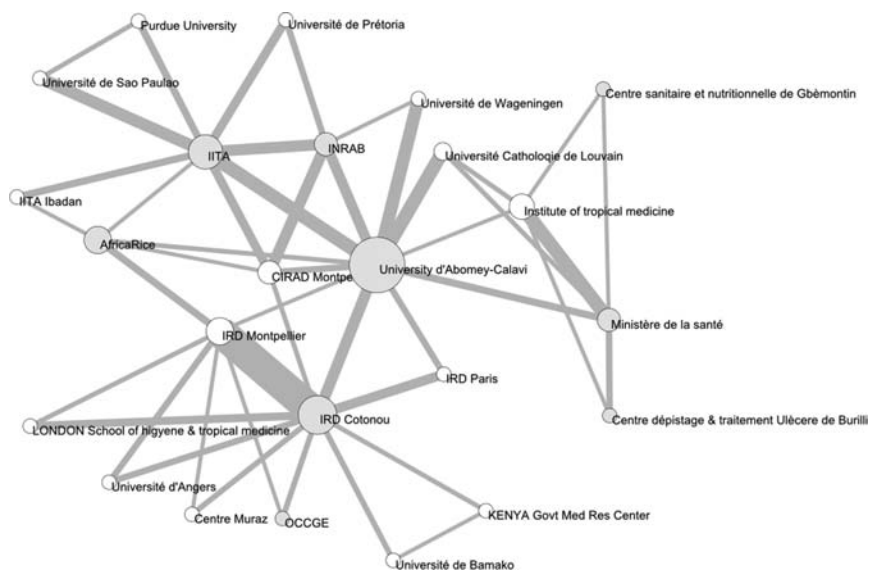 Purdue University
Université de Prétoria
Université de Sao Paulao
Centre sanitaire et nutritionnelle de Gbèmontin
Université de Wageningen
IITA
INRAB
Université Catholoqie de Louvain
IITA Ibadan
Institute of tropical medicine
AfricaRice
CIRAD Montpe
University d'Abomey-Calavi
IRD Montpellier
Ministère de la santé
IRD Paris
IRD Cotonou
Centre dépistage & traitement Ulècere de Burilli
LONDON School of higyene & tropical medicine
Université d'Angers
Centre Muraz
OCCGE
KENYA Govt Med Res Center
Université de Bamako